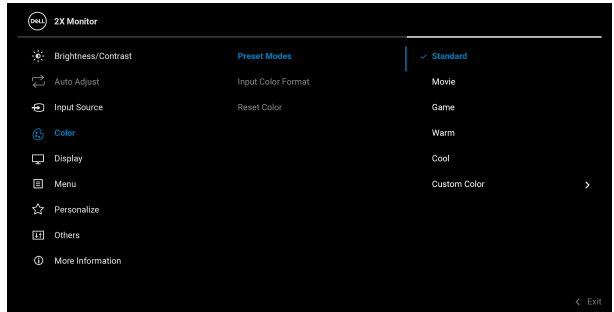 DELL 2X Monitor
Brightness/Contrast Preset Modes ✓ Standard
Auto Adjust Input Color Format Movie
Input Source Reset Color Game
Color Warm
Display Cool
Menu Custom Color >
Personalize
Others
More Information
< Exit